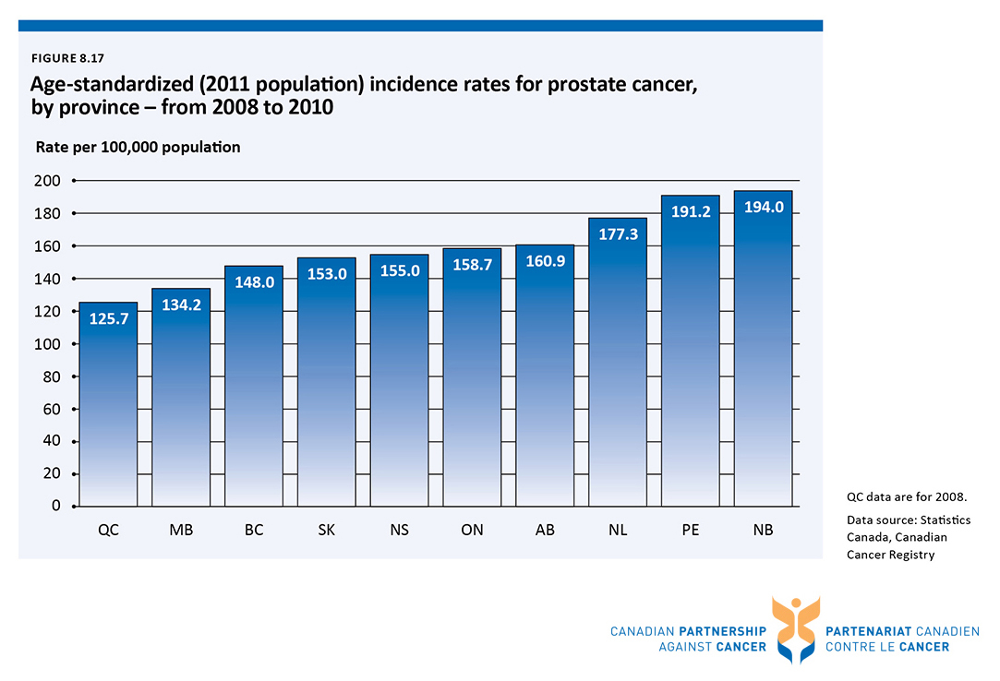 FIGURE 8.17
Age-standardized (2011 population) incidence rates for prostate cancer,
by province – from 2008 to 2010
Rate per 100,000 population
200
180
160
140
120
100
80
60
40
20
0
125.7
134.2
148.0
153.0
155.0
158.7
160.9
177.3
191.2
194.0
QC MB BC SK NS ON AB NL PE NB
QC data are for 2008.
Data source: Statistics
Canada, Canadian
Cancer Registry
CANADIAN PARTNERSHIP
AGAINST CANCER
PARTENARIAT CANADIEN
CONTRE LE CANCER